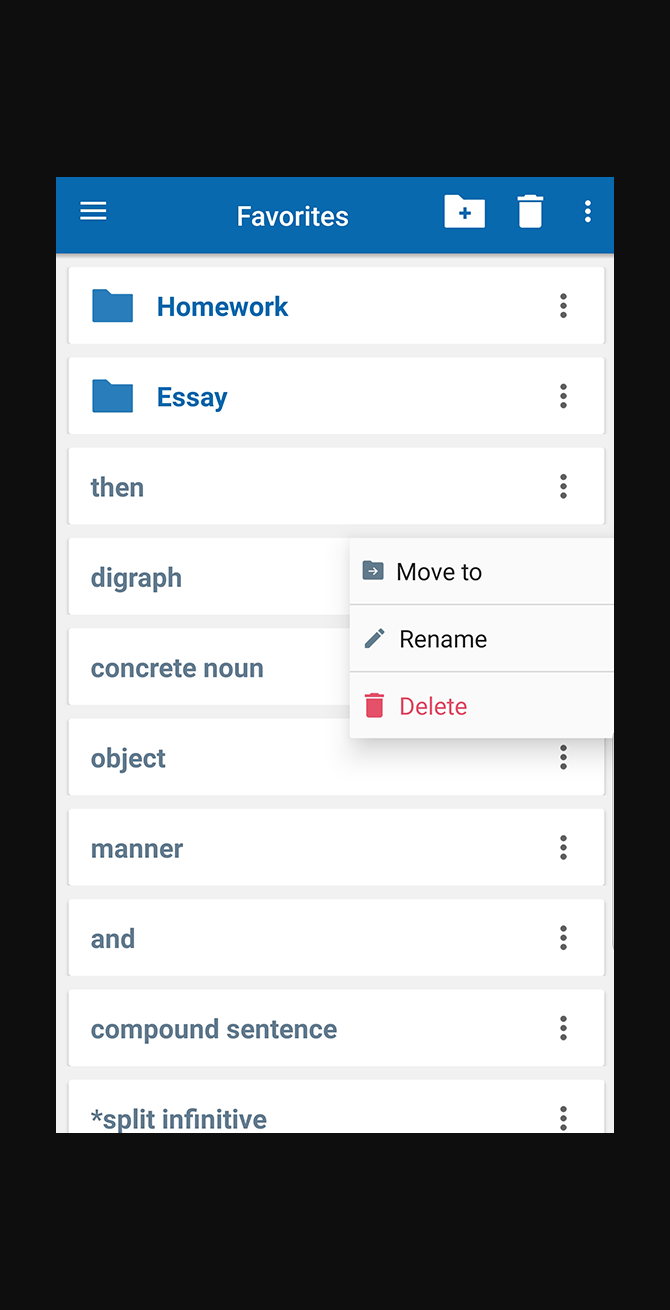 Favorites
Homework
Essay
then
digraph
Move to
Rename
concrete noun
Delete
object
manner
and
compound sentence
*split infinitive